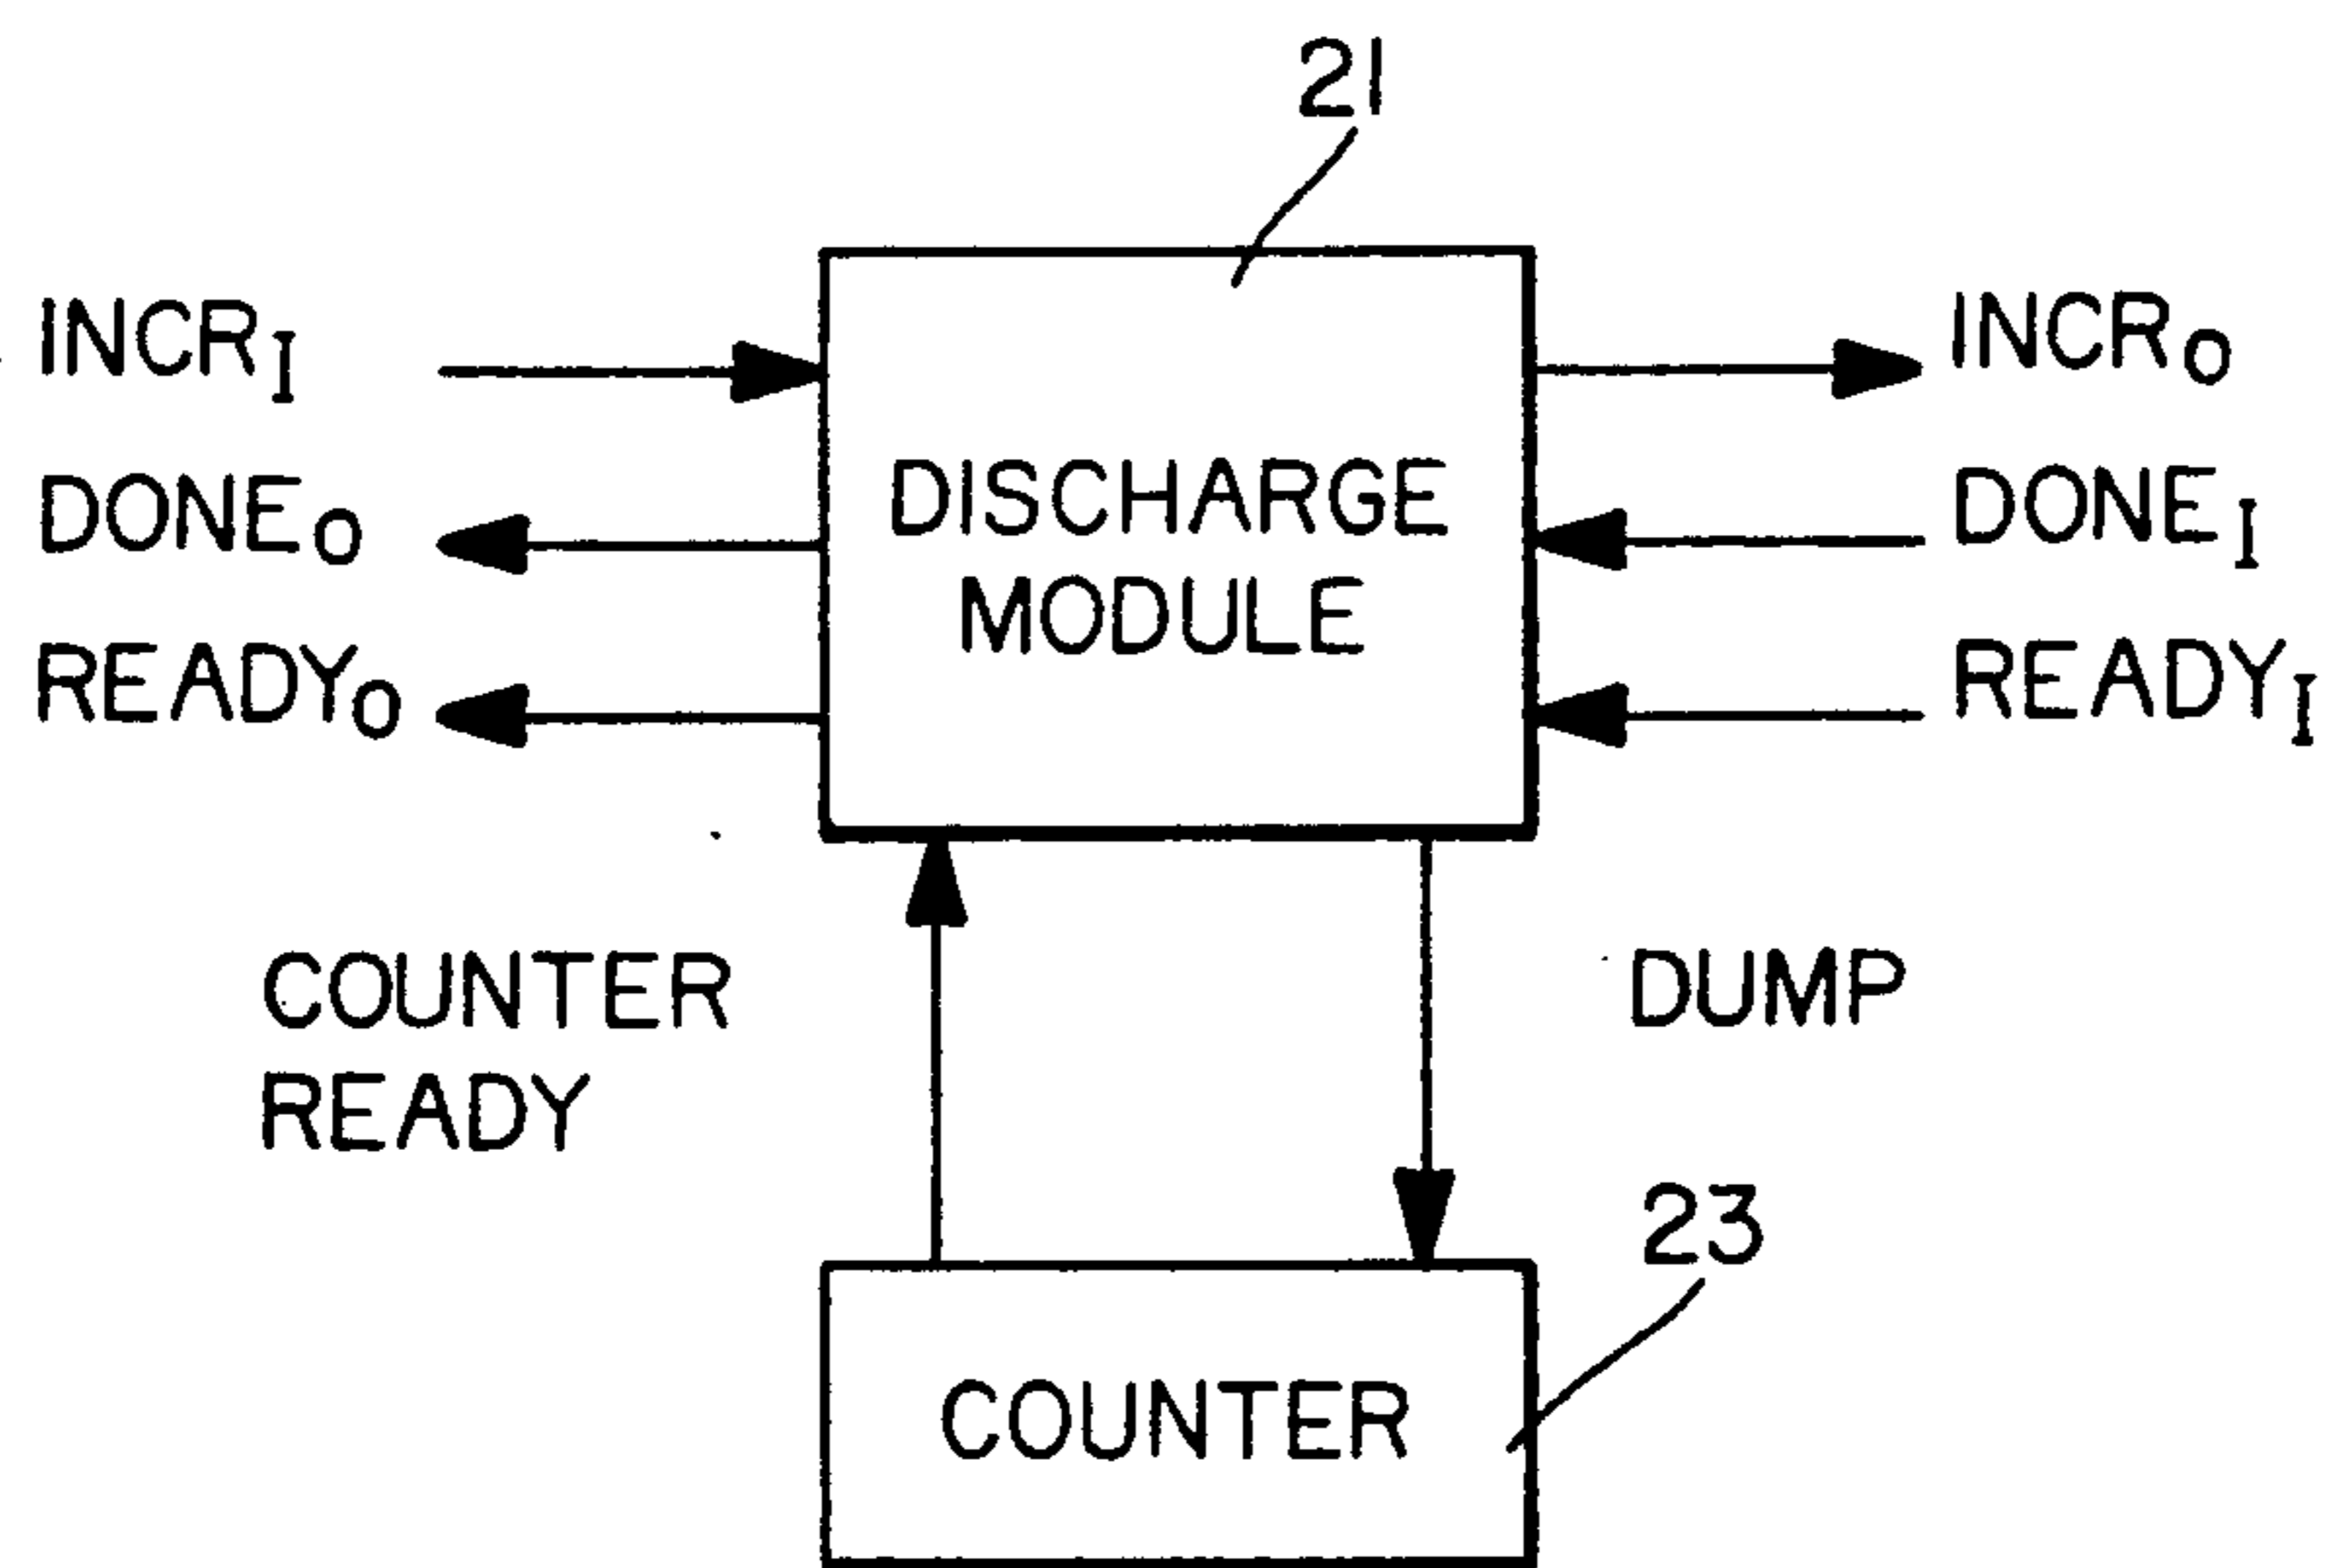 21
INCR_I
INCR_O
DONE_O
DONE_I
READY_O
READY_I
DISCHARGE
MODULE
COUNTER
READY
DUMP
23
COUNTER